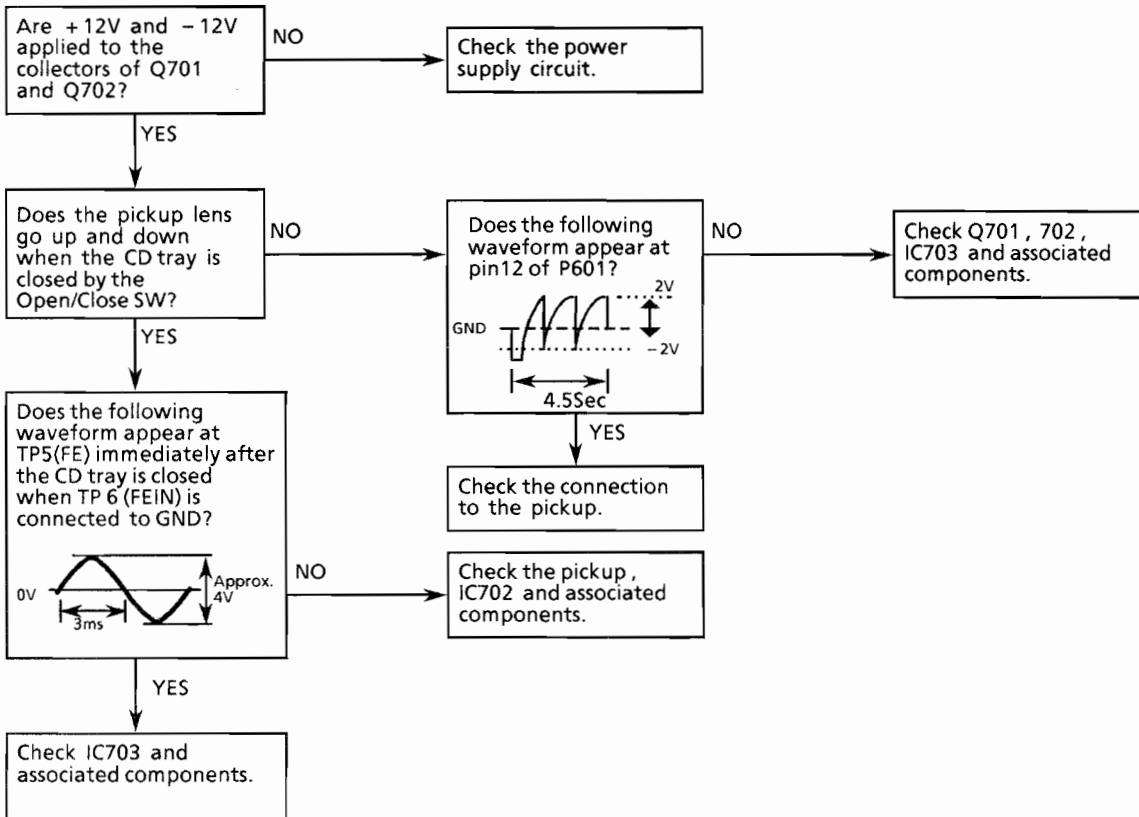 Are +12V and −12V
applied to the
collectors of Q701
and Q702?
NO
Check the power
supply circuit.
YES
Does the pickup lens
go up and down
when the CD tray is
closed by the
Open/Close SW?
NO
Does the following
waveform appear at
pin12 of P601?
2V
GND
−2V
4.5Sec
NO
Check Q701 , 702 ,
IC703 and associated
components.
YES
Check the connection
to the pickup.
YES
Does the following
waveform appear at
TP5(FE) immediately after
the CD tray is closed
when TP 6 (FEIN) is
connected to GND?
0V
3ms
Approx.
4V
NO
Check the pickup ,
IC702 and associated
components.
YES
Check IC703 and
associated components.